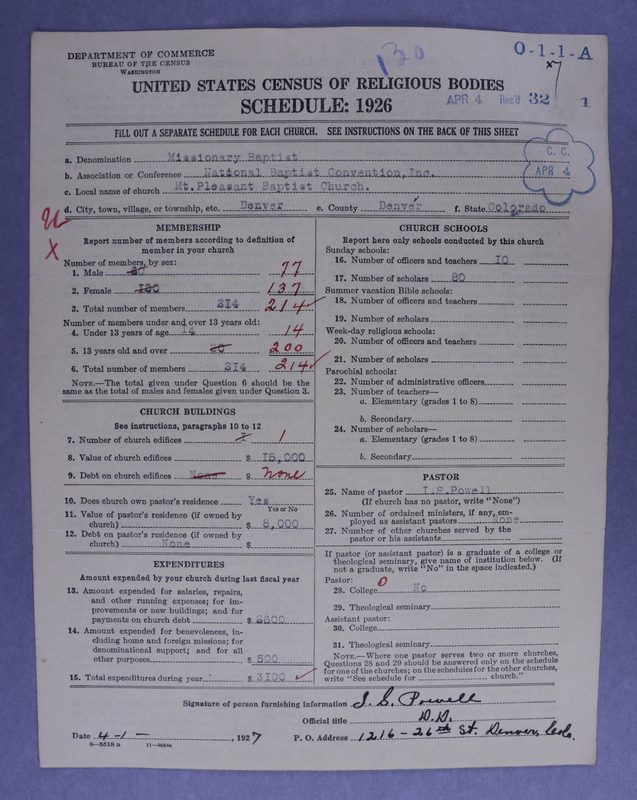 DEPARTMENT OF COMMERCE
BUREAU OF THE CENSUS
WASHINGTON
130
O-1-1-A
x7
UNITED STATES CENSUS OF RELIGIOUS BODIES
SCHEDULE: 1926
APR 4 Rec'd 32 1
FILL OUT A SEPARATE SCHEDULE FOR EACH CHURCH. SEE INSTRUCTIONS ON THE BACK OF THIS SHEET
C. C.
APR 4
a. Denomination Missionary Baptist
b. Association or Conference National Baptist Convention,Inc.
c. Local name of church Mt.Pleasant Baptist Church.
d. City, town, village, or township, etc. Denver e. County Denver f. State Colorado
X
MEMBERSHIP
Report number of members according to definition of
member in your church
Number of members, by sex:
1. Male 77
2. Female 137
3. Total number of members 214 214
Number of members under and over 13 years old:
4. Under 13 years of age 14 14
5. 13 years old and over 200
6. Total number of members 214 214
NOTE.—The total given under Question 6 should be the
same as the total of males and females given under Question 3.
CHURCH BUILDINGS
See instructions, paragraphs 10 to 12
7. Number of church edifices I 1
8. Value of church edifices $ 15,000
9. Debt on church edifices None $ None
10. Does church own pastor's residence Yes
Yes or No
11. Value of pastor's residence (if owned by
church) $ 8,000
12. Debt on pastor's residence (if owned by
church) None $
EXPENDITURES
Amount expended by your church during last fiscal year
13. Amount expended for salaries, repairs,
and other running expenses; for im-
provements or new buildings; and for
payments on church debt $ 2600
14. Amount expended for benevolences, in-
cluding home and foreign missions; for
denominational support; and for all
other purposes $ 500
15. Total expenditures during year $ 3100
CHURCH SCHOOLS
Report here only schools conducted by this church
Sunday schools:
16. Number of officers and teachers 10
17. Number of scholars 80
Summer vacation Bible schools:
18. Number of officers and teachers
19. Number of scholars
Week-day religious schools:
20. Number of officers and teachers
21. Number of scholars
Parochial schools:
22. Number of administrative officers
23. Number of teachers—
a. Elementary (grades 1 to 8)
b. Secondary
24. Number of scholars—
a. Elementary (grades 1 to 8)
b. Secondary
PASTOR
25. Name of pastor I.S.Powell
(If church has no pastor, write "None")
26. Number of ordained ministers, if any, em-
ployed as assistant pastors None
27. Number of other churches served by the
pastor or his assistants
If pastor (or assistant pastor) is a graduate of a college or
theological seminary, give name of institution below. (If
not a graduate, write "No" in the space indicated.)
Pastor: 0
28. College No
29. Theological seminary
Assistant pastor:
30. College
31. Theological seminary
NOTE.—Where one pastor serves two or more churches,
Questions 28 and 29 should be answered only on the schedule
for one of the churches; on the schedules for the other churches,
write "See schedule for church."
Signature of person furnishing information I. S. Powell
Official title D.D.
Date 4-1-, 1927 P. O. Address 1216-26th St. Denver, Colo.
8-5518a 11-9054a